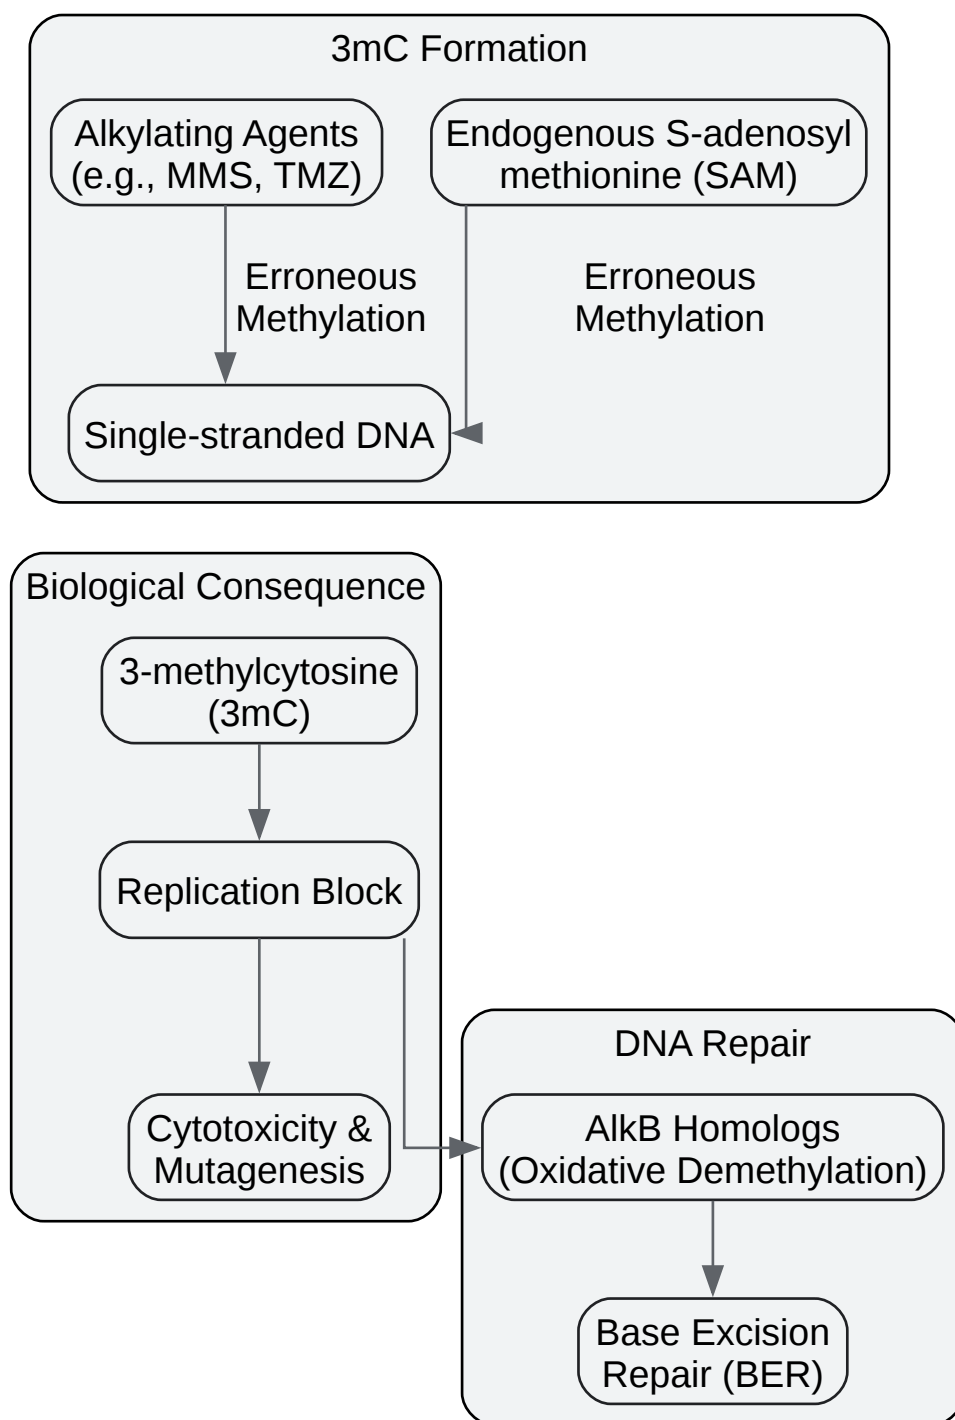 3mC Formation
Alkylating Agents
(e.g., MMS, TMZ)
Endogenous S-adenosyl
methionine (SAM)
Erroneous
Methylation
Erroneous
Methylation
Single-stranded DNA
Biological Consequence
3-methylcytosine
(3mC)
Replication Block
Cytotoxicity &
Mutagenesis
DNA Repair
AlkB Homologs
(Oxidative Demethylation)
Base Excision
Repair (BER)